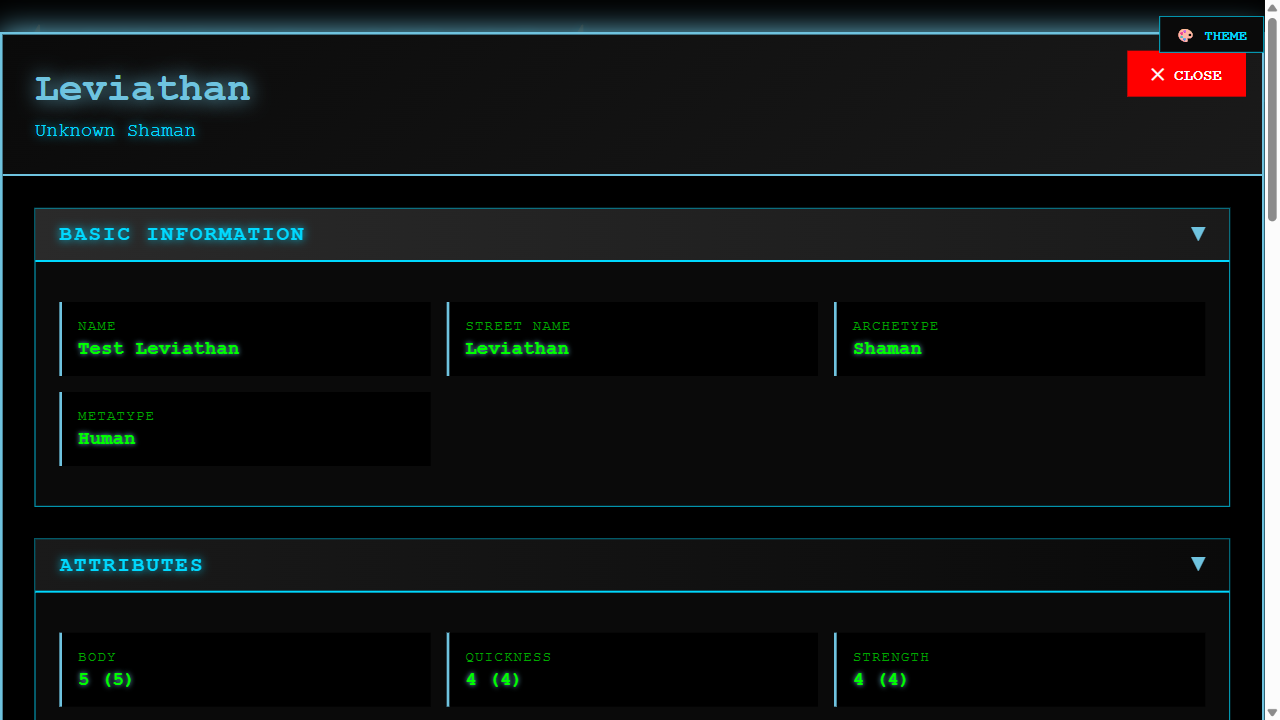 THEME
CLOSE
Leviathan
Unknown Shaman
BASIC INFORMATION
NAME
Test Leviathan
STREET NAME
Leviathan
ARCHETYPE
Shaman
METATYPE
Human
ATTRIBUTES
BODY
5 (5)
QUICKNESS
4 (4)
STRENGTH
4 (4)